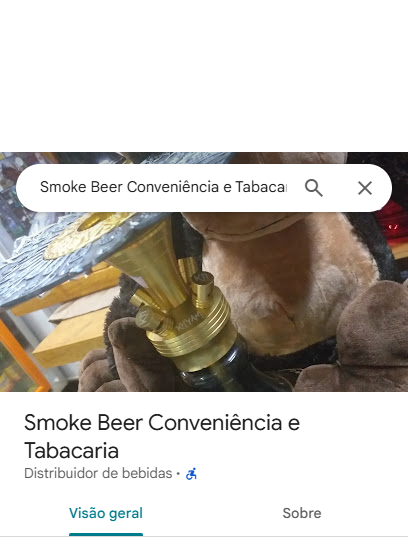 Smoke Beer Conveniência e Tabaca
Smoke Beer Conveniência e
Tabacaria
Distribuidor de bebidas ·
Visão geral
Sobre